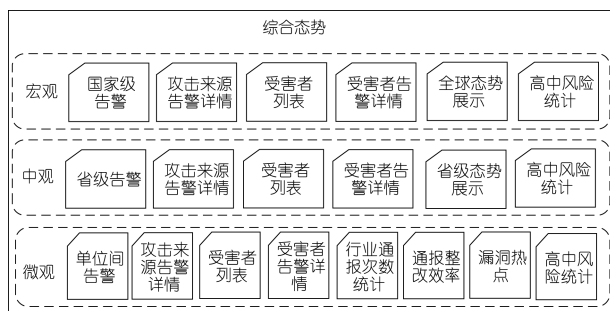 综合态势
宏观
国家级
告警
攻击来源
告警详情
受害者
列表
受害者告
警详情
全球态势
展示
高中风险
统计
中观
省级告警
攻击来源
告警详情
受害者
列表
受害者告
警详情
省级态势
展示
高中风险
统计
微观
单位间
告警
攻击来
源告警
详情
受害者
列表
受害者
告警详
情
行业通
报次数
统计
通报整
改效率
漏洞热
点
高中风
险统计